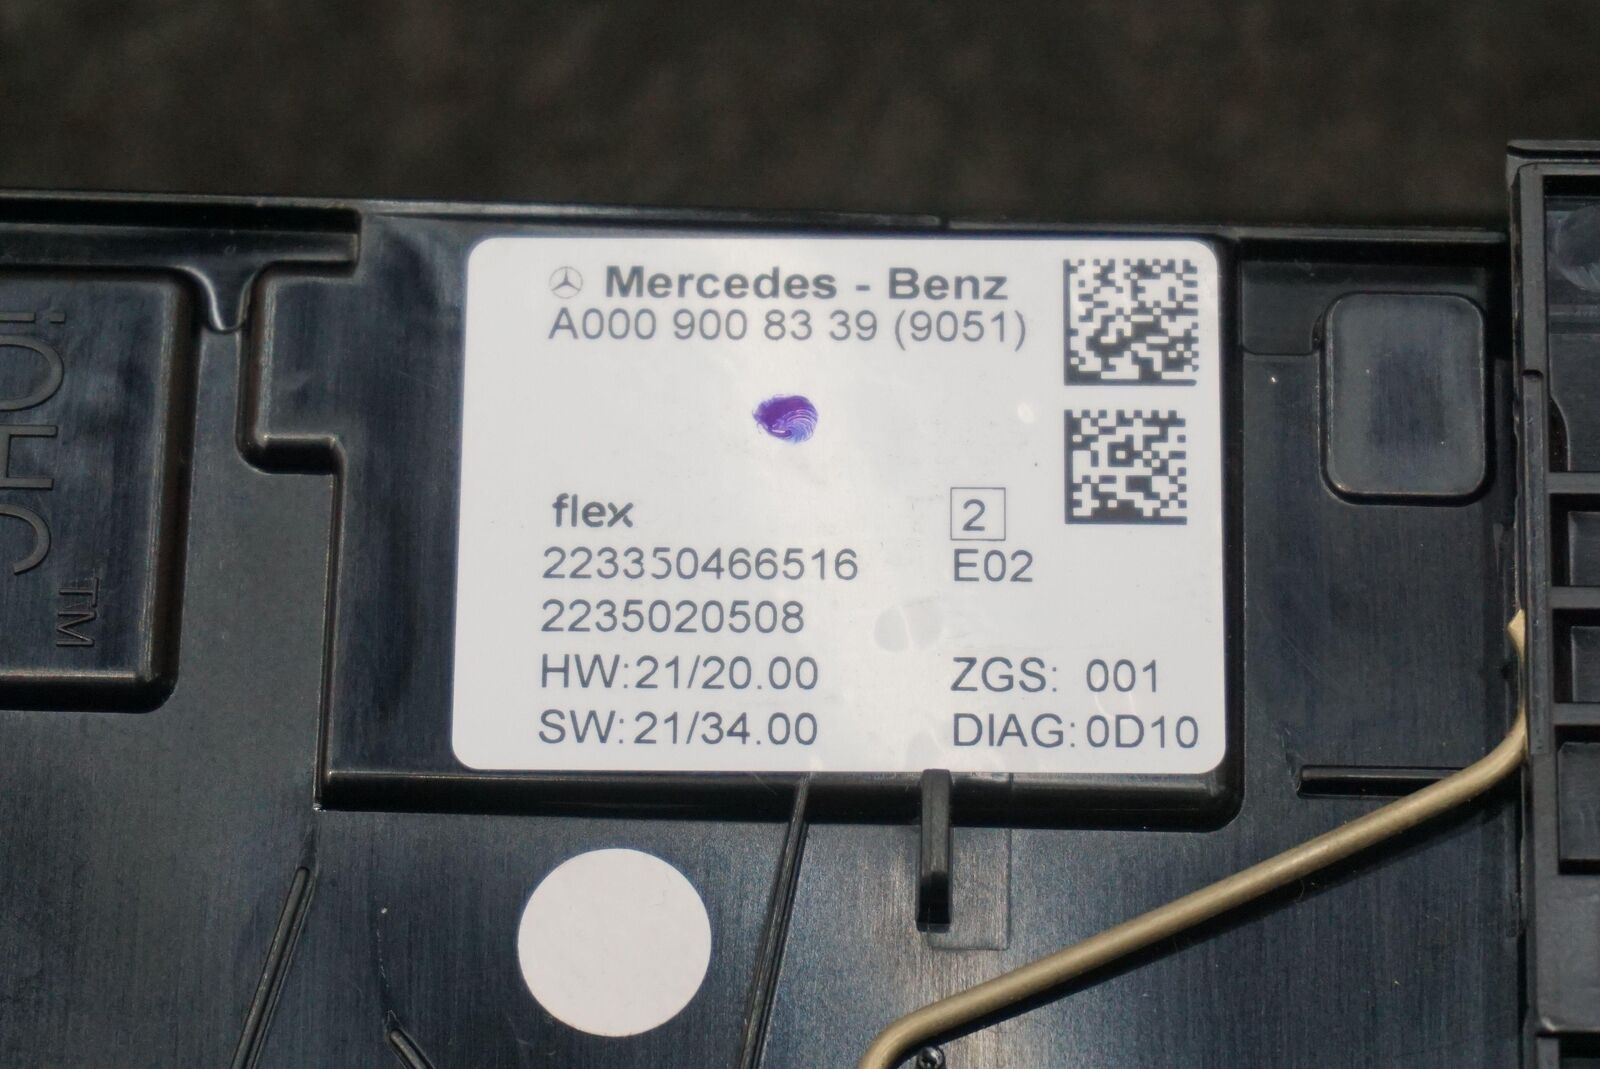 Mercedes - Benz
A000 900 83 39 (9051)
flex
2
223350466516
E02
2235020508
HW:21/20.00
ZGS: 001
SW:21/34.00
DIAG:0D10
TM